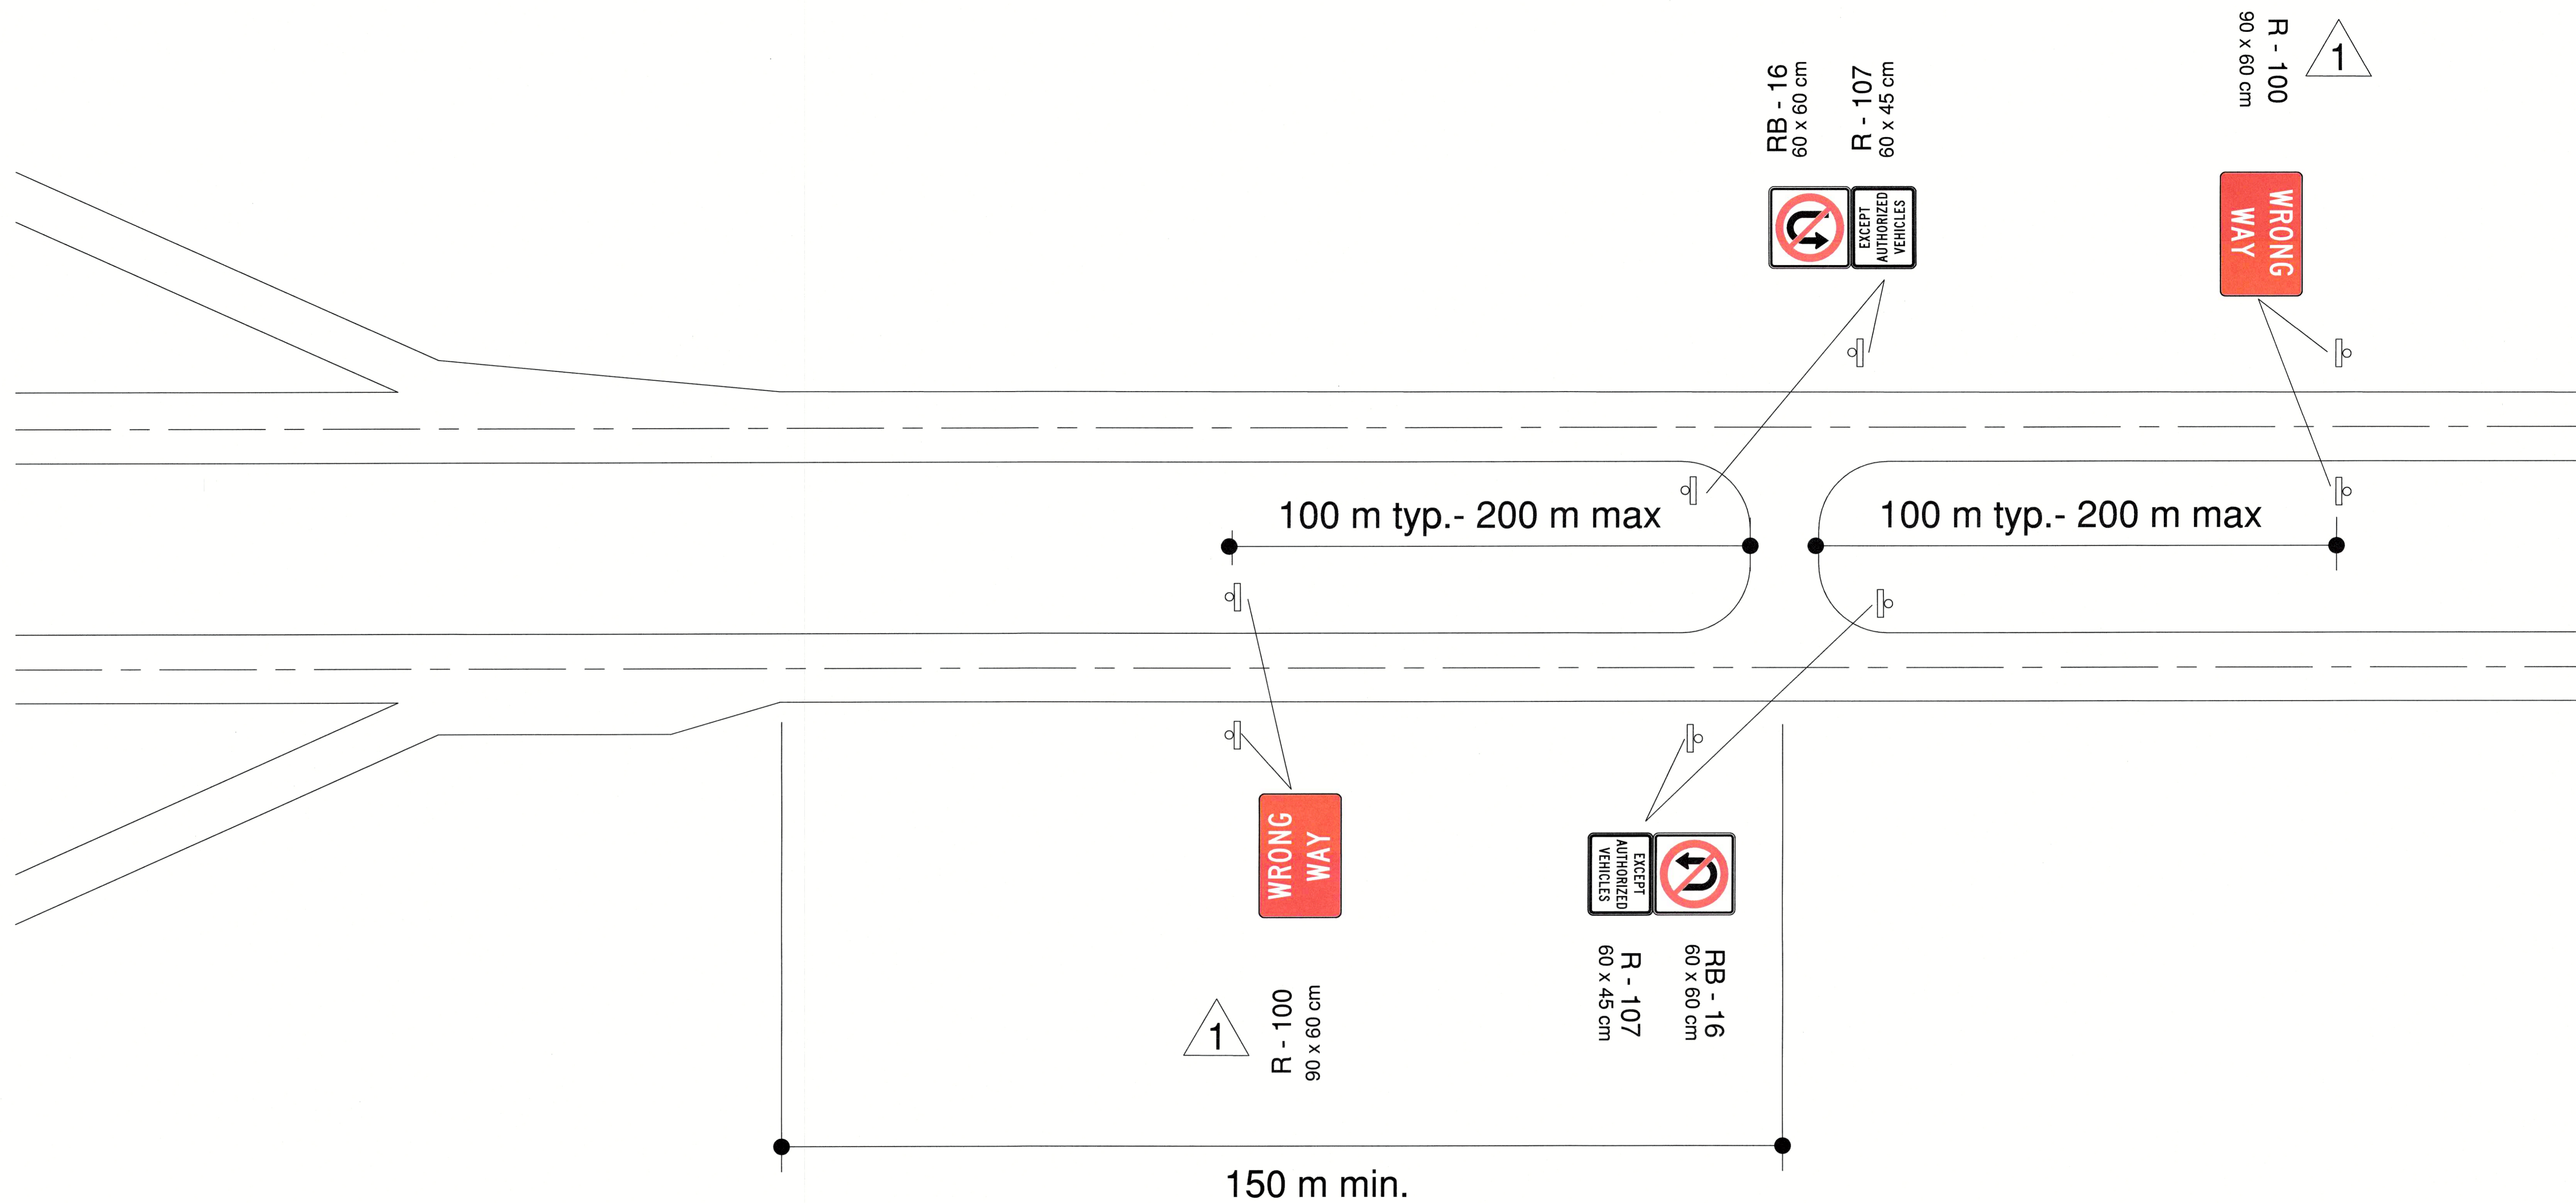 RB - 16
60 x 60 cm
R - 107
60 x 45 cm
EXCEPT
AUTHORIZED
VEHICLES
R - 100
90 x 60 cm
1
WRONG
WAY
100 m typ.- 200 m max
100 m typ.- 200 m max
WRONG
WAY
1
R - 100
90 x 60 cm
EXCEPT
AUTHORIZED
VEHICLES
RB - 16
60 x 60 cm
R - 107
60 x 45 cm
150 m min.